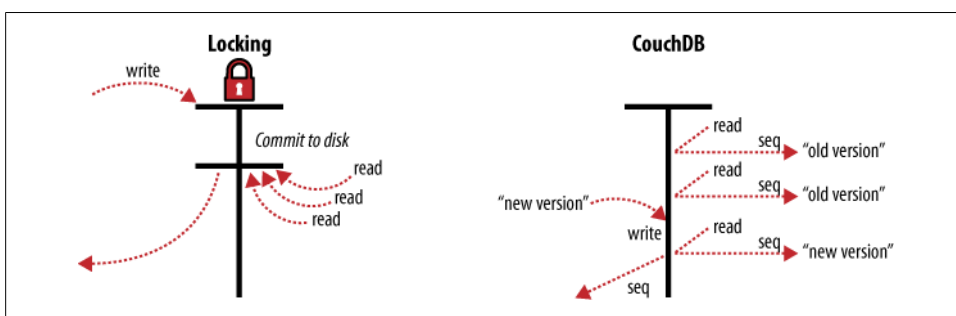 Locking
write
Commit to disk
read
read
read
CouchDB
read
seq
"old version"
read
seq
"old version"
"new version"
write
read
seq
"new version"
seq